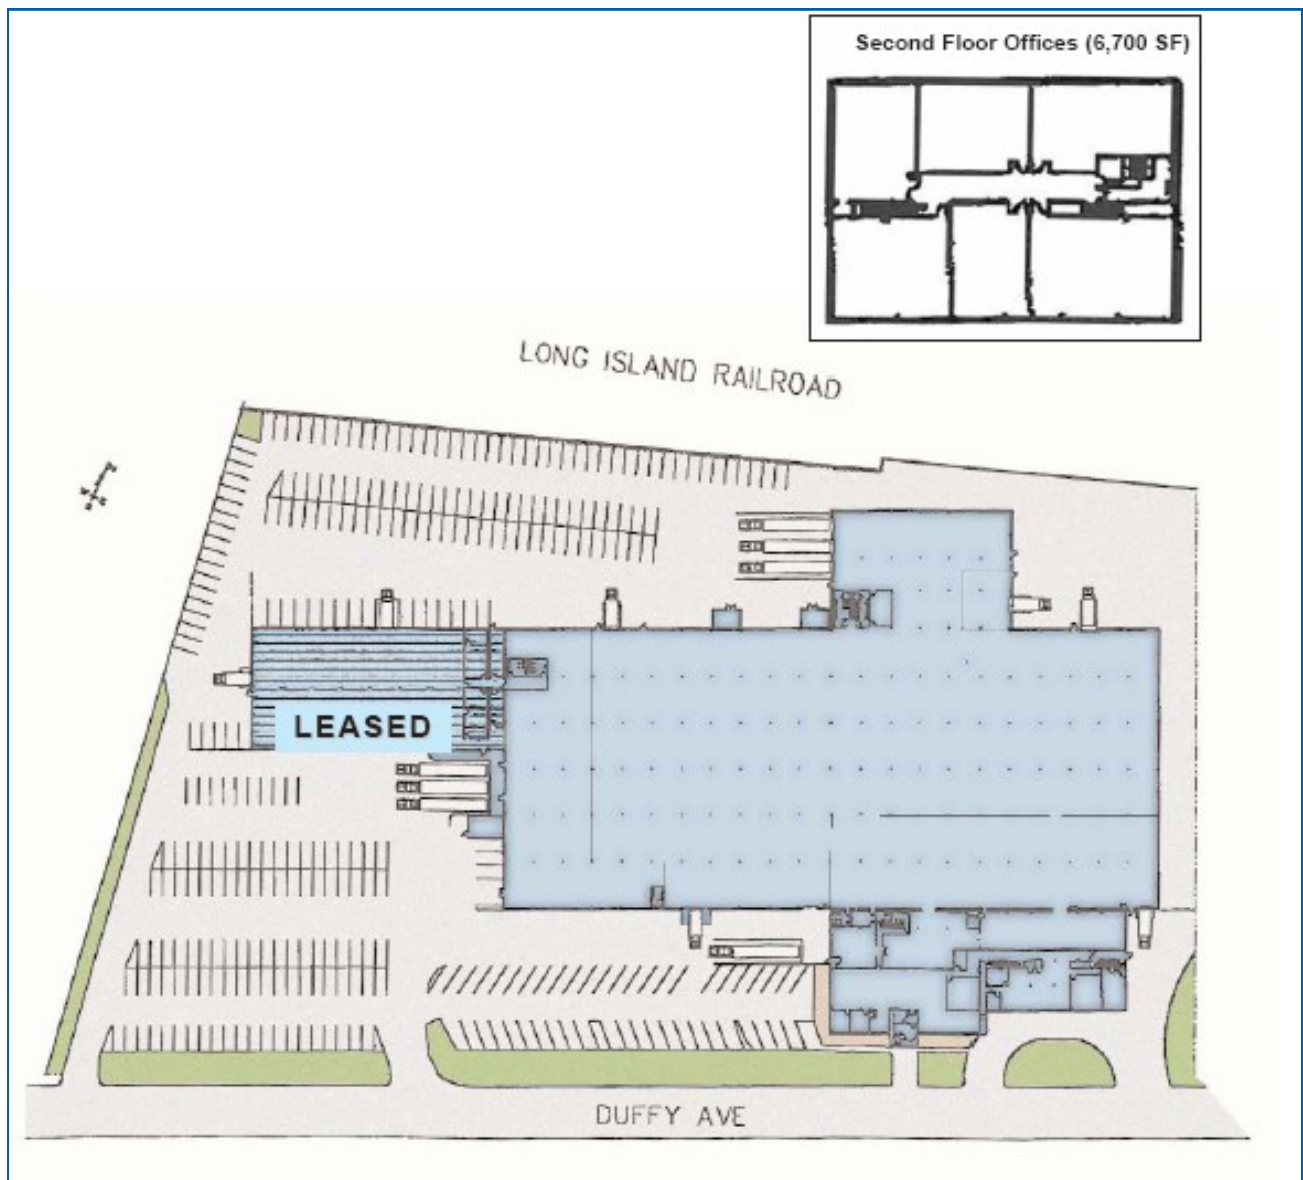 Second Floor Offices (6,700 SF)
LONG ISLAND RAILROAD
LEASED
DUFFY AVE